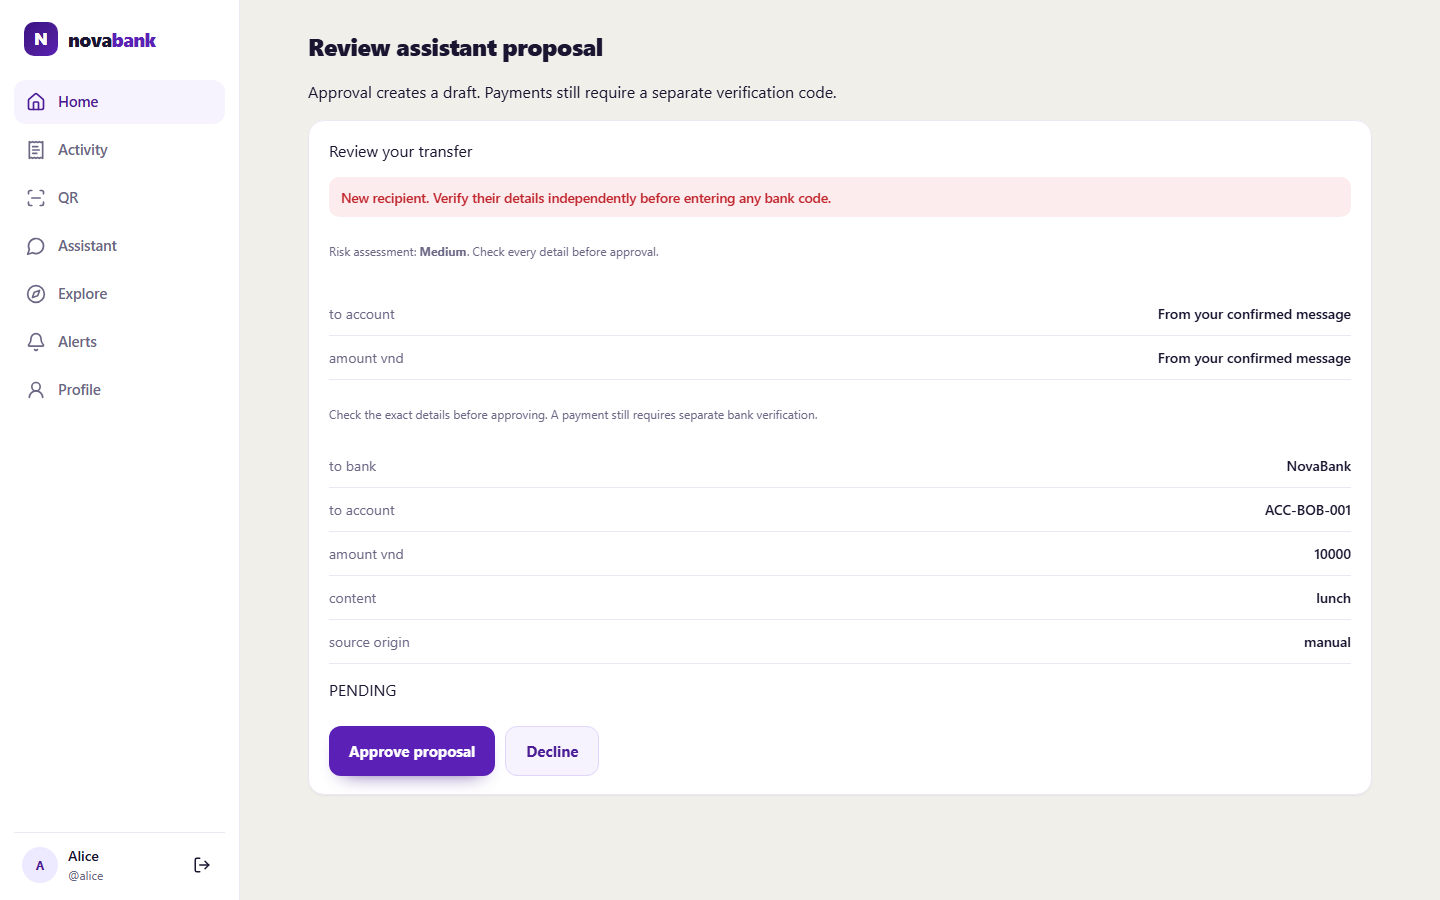 N novabank
Home
Activity
QR
Assistant
Explore
Alerts
Profile
A
Alice
@alice
Review assistant proposal
Approval creates a draft. Payments still require a separate verification code.
Review your transfer
New recipient. Verify their details independently before entering any bank code.
Risk assessment: Medium. Check every detail before approval.
to account From your confirmed message
amount vnd From your confirmed message
Check the exact details before approving. A payment still requires separate bank verification.
to bank NovaBank
to account ACC-BOB-001
amount vnd 10000
content lunch
source origin manual
PENDING
Approve proposal Decline